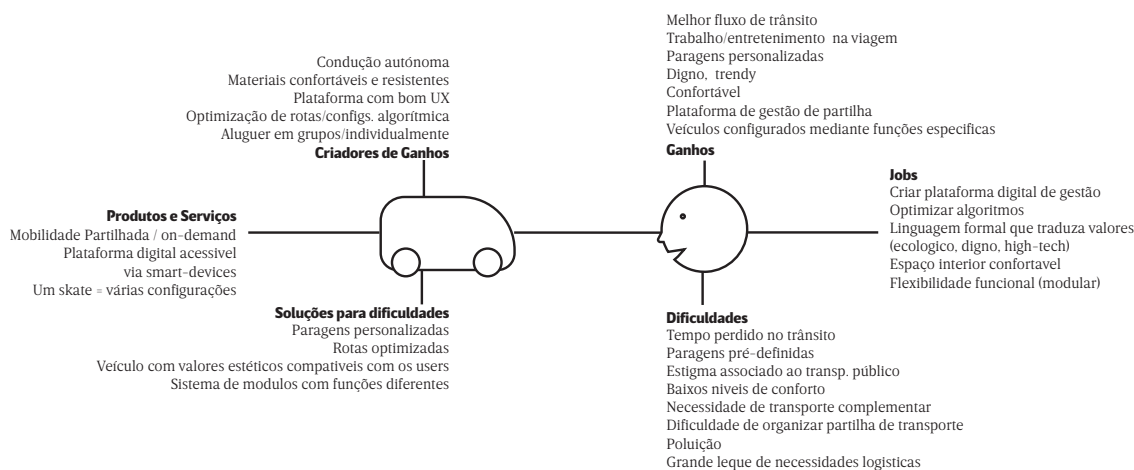 Condução autónoma
Materiais confortáveis e resistentes
Plataforma com bom UX
Optimização de rotas/configs. algorítmica
Aluguer em grupos/individualmente
Criadores de Ganhos
Produtos e Serviços
Mobilidade Partilhada / on-demand
Plataforma digital acessivel
via smart-devices
Um skate = várias configurações
Soluções para dificuldades
Paragens personalizadas
Rotas optimizadas
Veículo com valores estéticos compativeis com os users
Sistema de modulos com funções diferentes
Melhor fluxo de trânsito
Trabalho/entretenimento na viagem
Paragens personalizadas
Digno, trendy
Confortável
Plataforma de gestão de partilha
Veículos configurados mediante funções especificas
Ganhos
Jobs
Criar plataforma digital de gestão
Optimizar algoritmos
Linguagem formal que traduza valores
(ecologico, digno, high-tech)
Espaço interior confortavel
Flexibilidade funcional (modular)
Dificuldades
Tempo perdido no trânsito
Paragens pré-definidas
Estigma associado ao transp. público
Baixos niveis de conforto
Necessidade de transporte complementar
Dificuldade de organizar partilha de transporte
Poluição
Grande leque de necessidades logisticas